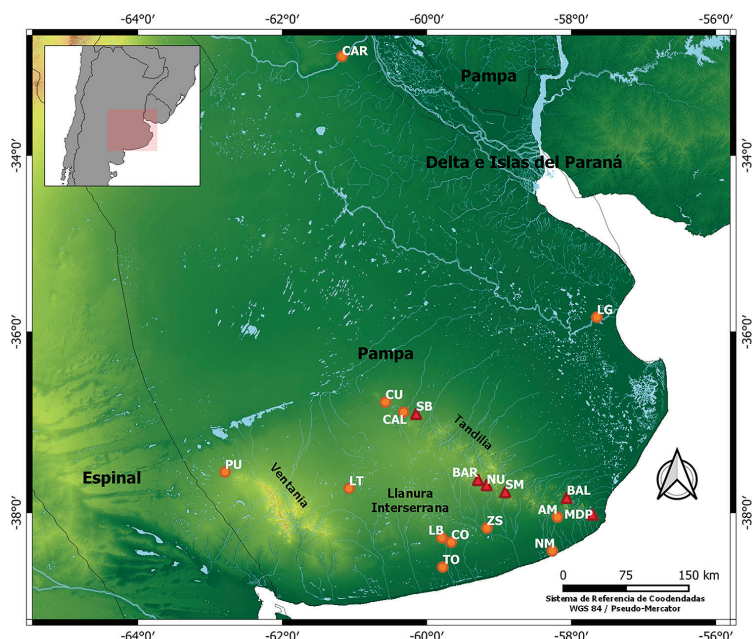 -64°0' -62°0' -60°0' -58°0' -56°0'
CAR
Pampa
-34°0' -34°0'
Delta e Islas del Paraná
LG
-36°0' -36°0'
Pampa
CU
SB
CAL
Tandilia
PU
Espinal
Ventania
LT
BAR
NU
SM
Llanura
Interserrana
BAL
-38°0' -38°0'
AM
MDP
ZS
LB
CO
NM
TO
0 75 150 km
Sistema de Referencia de Coodendadas
WGS 84 / Pseudo-Mercator
-64°0' -62°0' -60°0' -58°0' -56°0'